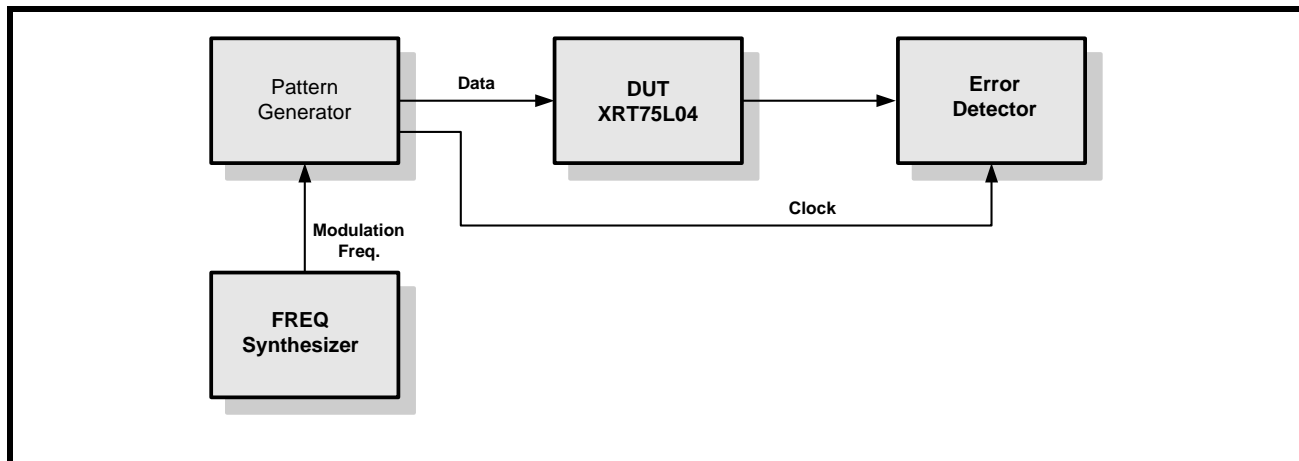 Pattern
Generator
Data
DUT
XRT75L04
Error
Detector
Clock
Modulation
Freq.
FREQ
Synthesizer